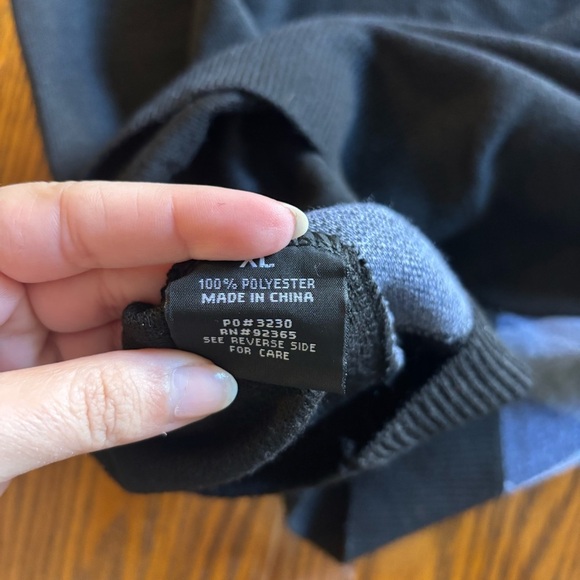 XL
100% POLYESTER
MADE IN CHINA
PO#3230
RN#92365
SEE REVERSE SIDE
FOR CARE